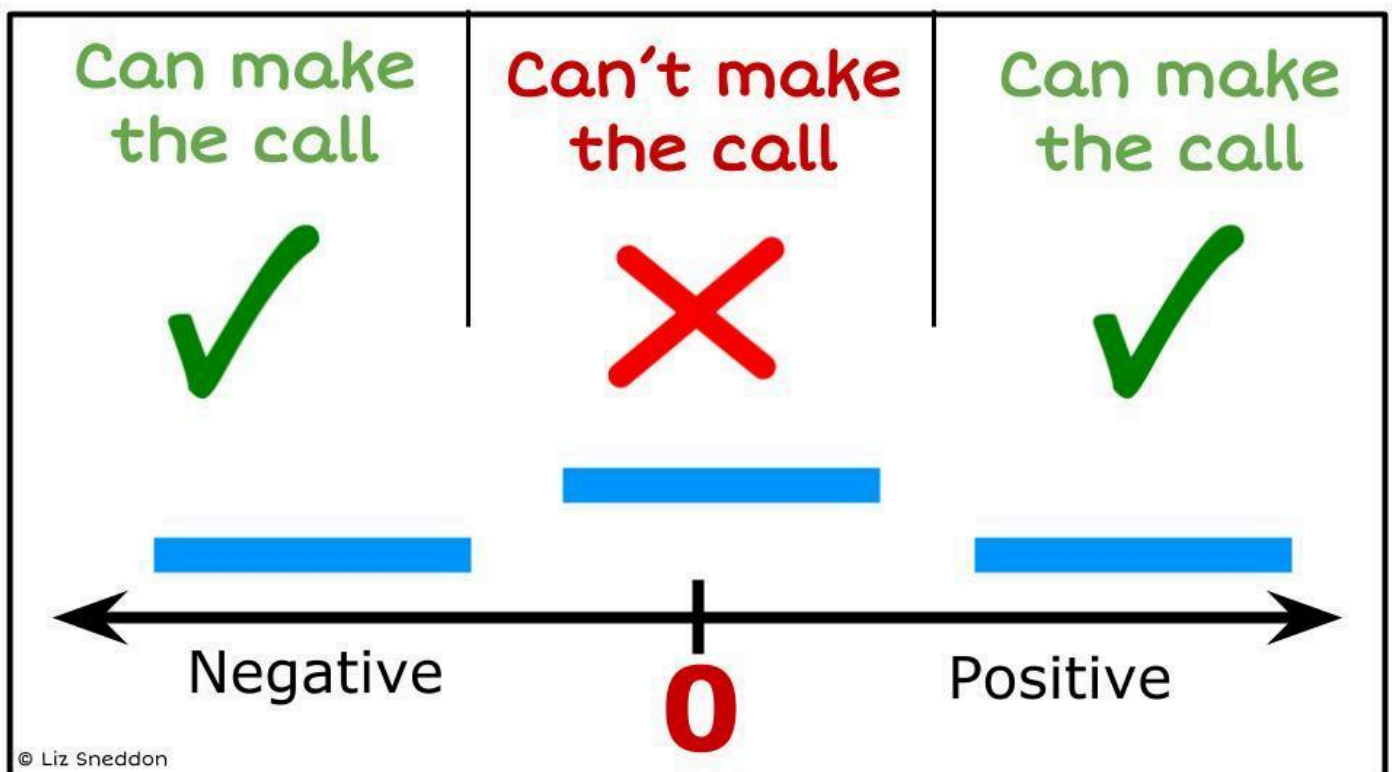 Can make
the call
Can't make
the call
Can make
the call
Negative
0
Positive
© Liz Sneddon